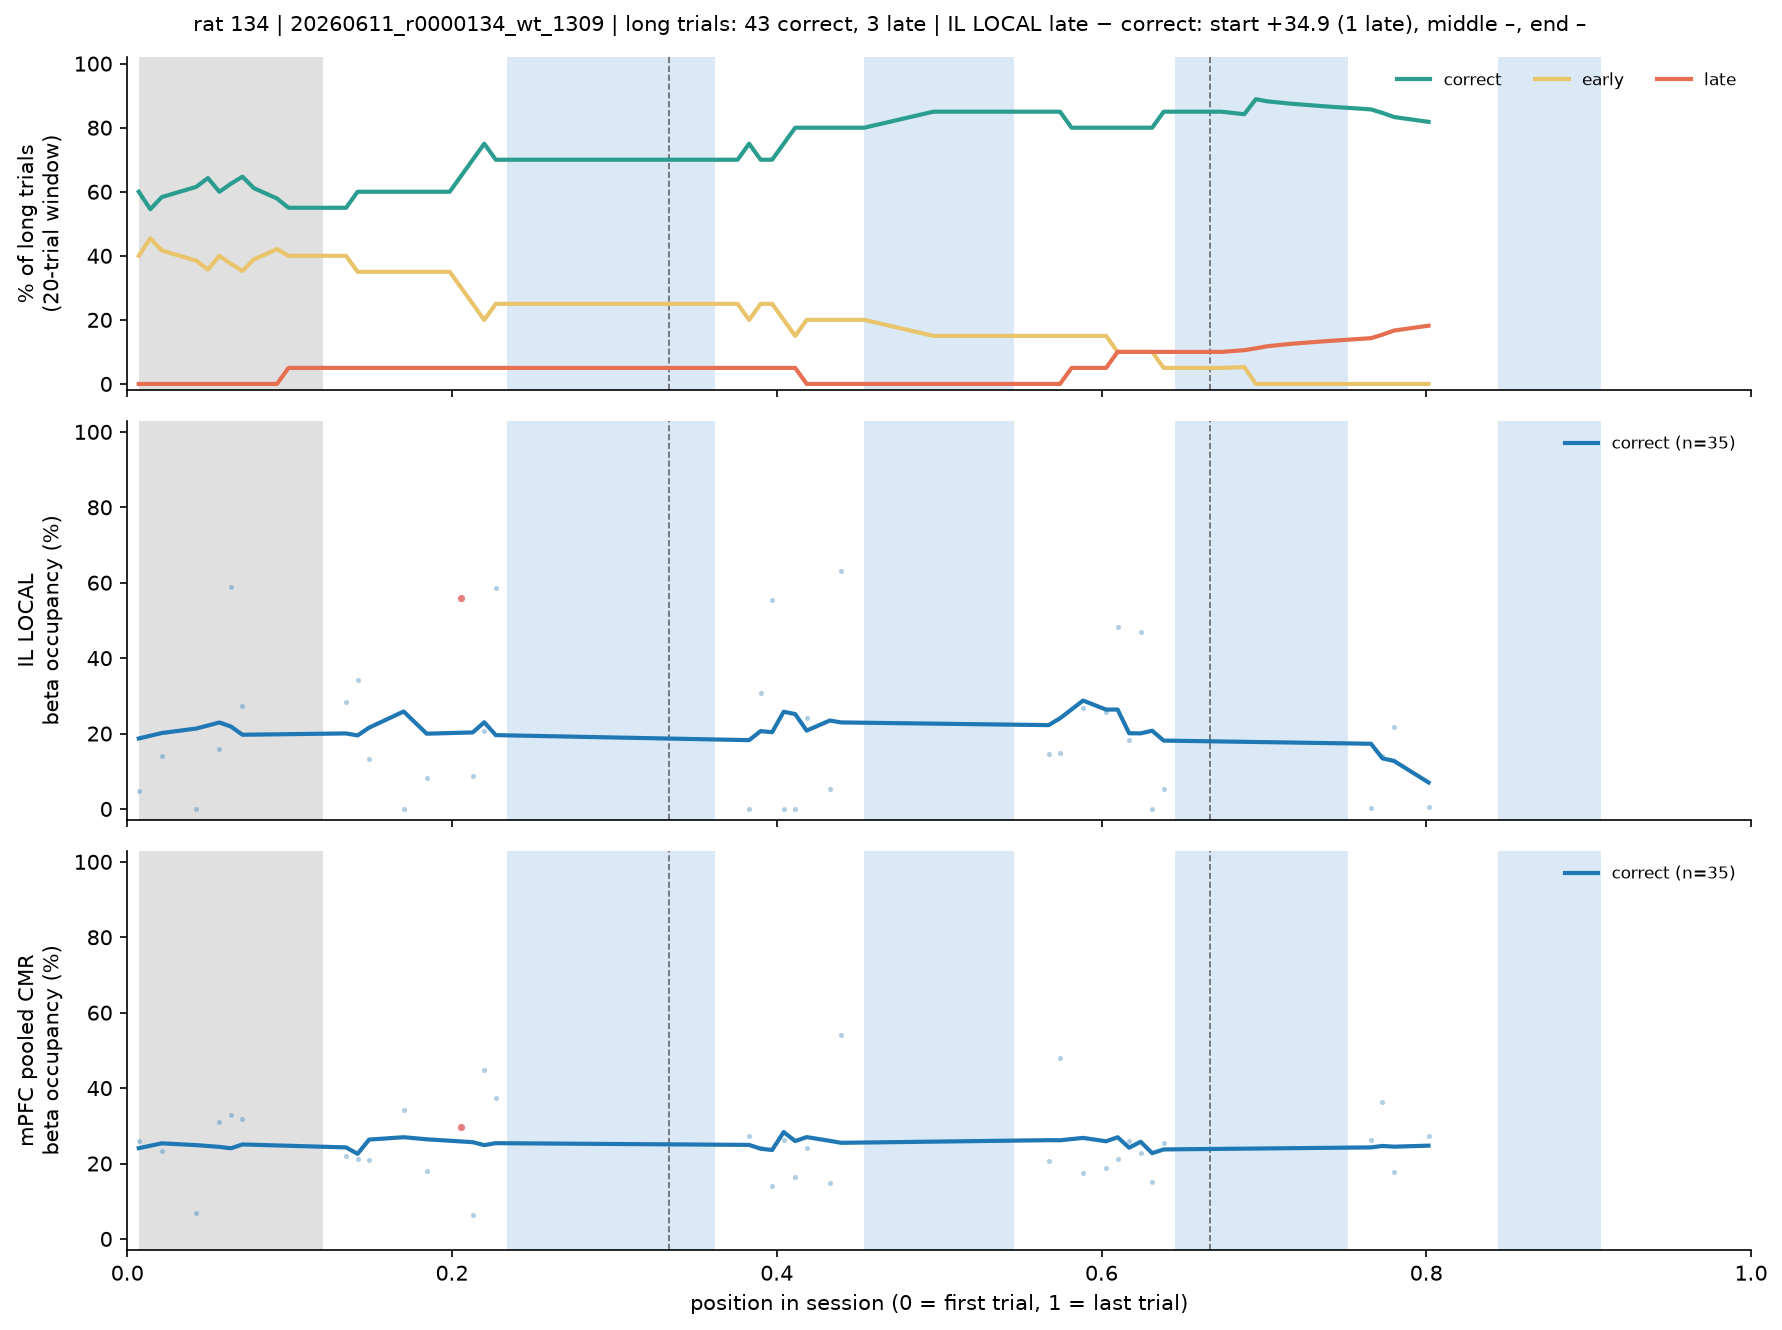 rat 134 | 20260611_r0000134_wt_1309 | long trials: 43 correct, 3 late | IL LOCAL late − correct: start +34.9 (1 late), middle –, end –
% of long trials
(20-trial window)
100
80
60
40
20
0
correct
early
late
IL LOCAL
beta occupancy (%)
100
80
60
40
20
0
correct (n=35)
mPFC pooled CMR
beta occupancy (%)
100
80
60
40
20
0
correct (n=35)
0.0
0.2
0.4
0.6
0.8
1.0
position in session (0 = first trial, 1 = last trial)